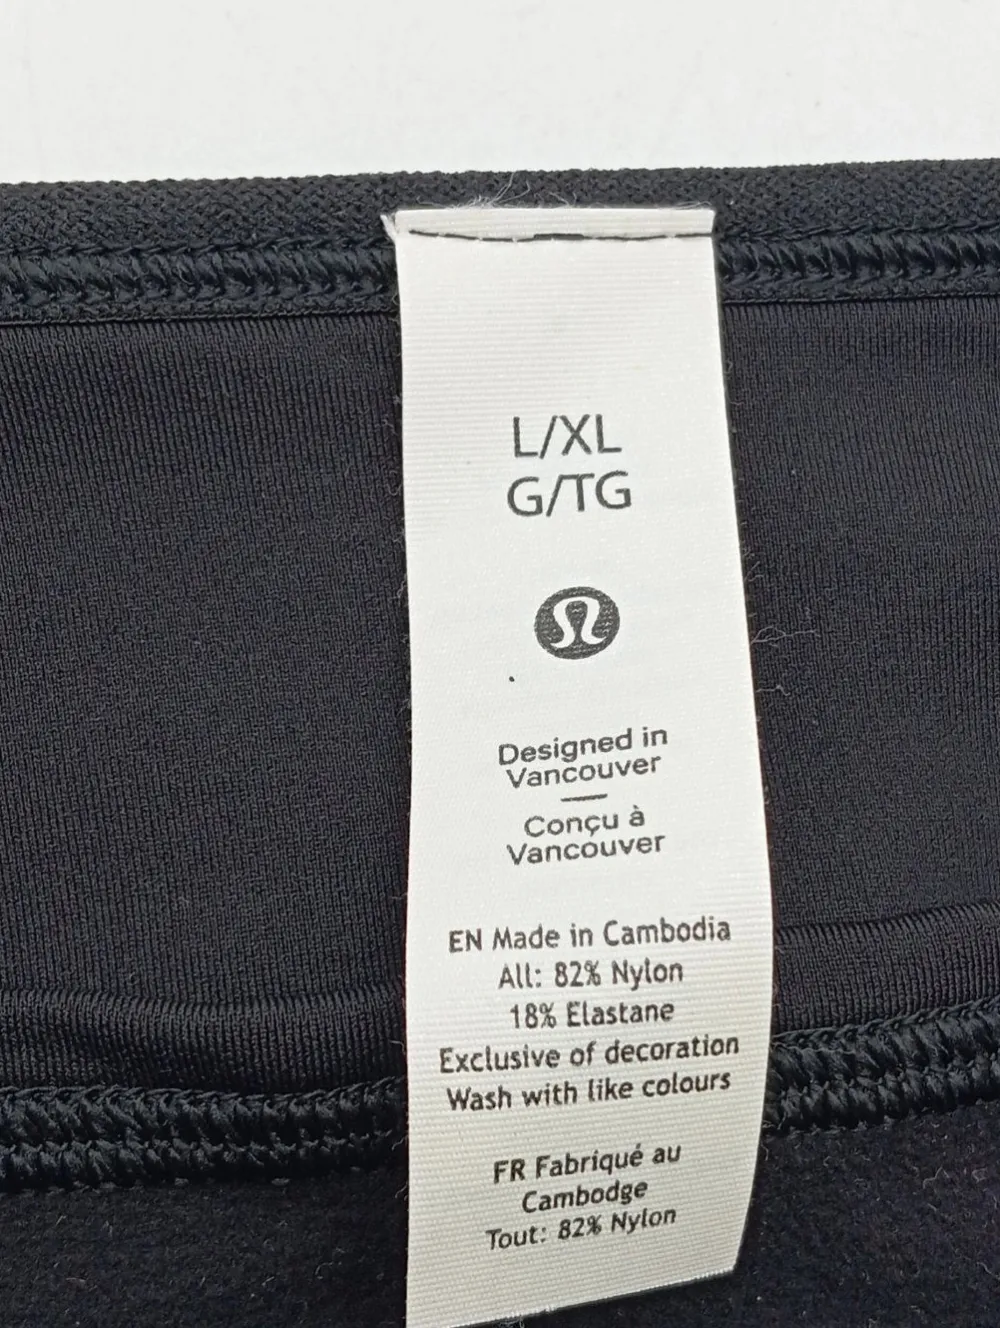 L/XL
G/TG
Designed in
Vancouver
Conçu à
Vancouver
EN Made in Cambodia
All: 82% Nylon
18% Elastane
Exclusive of decoration
Wash with like colours
FR Fabriqué au
Cambodge
Tout: 82% Nylon